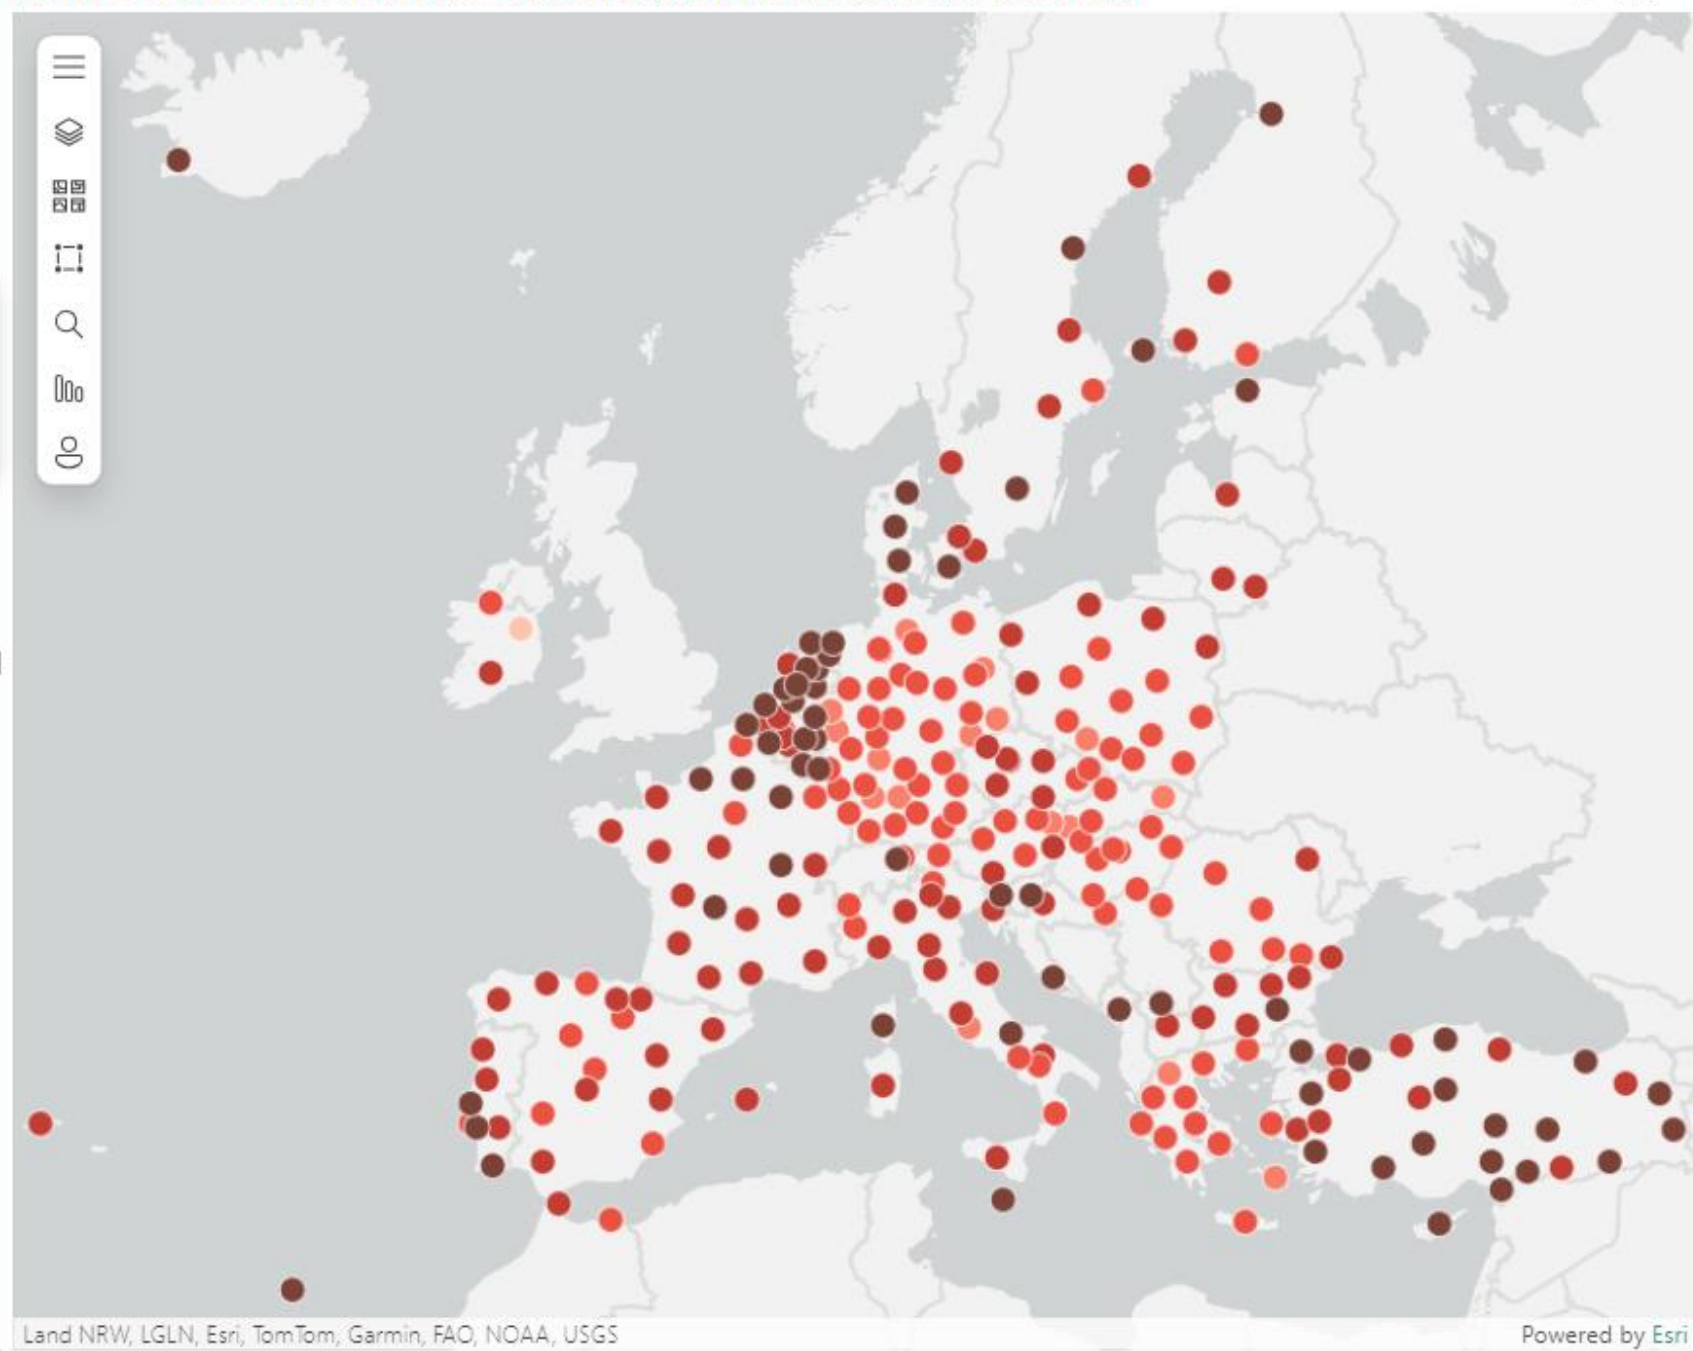 Land NRW, LGLN, Esri, TomTom, Garmin, FAO, NOAA, USGS
Powered by Esri